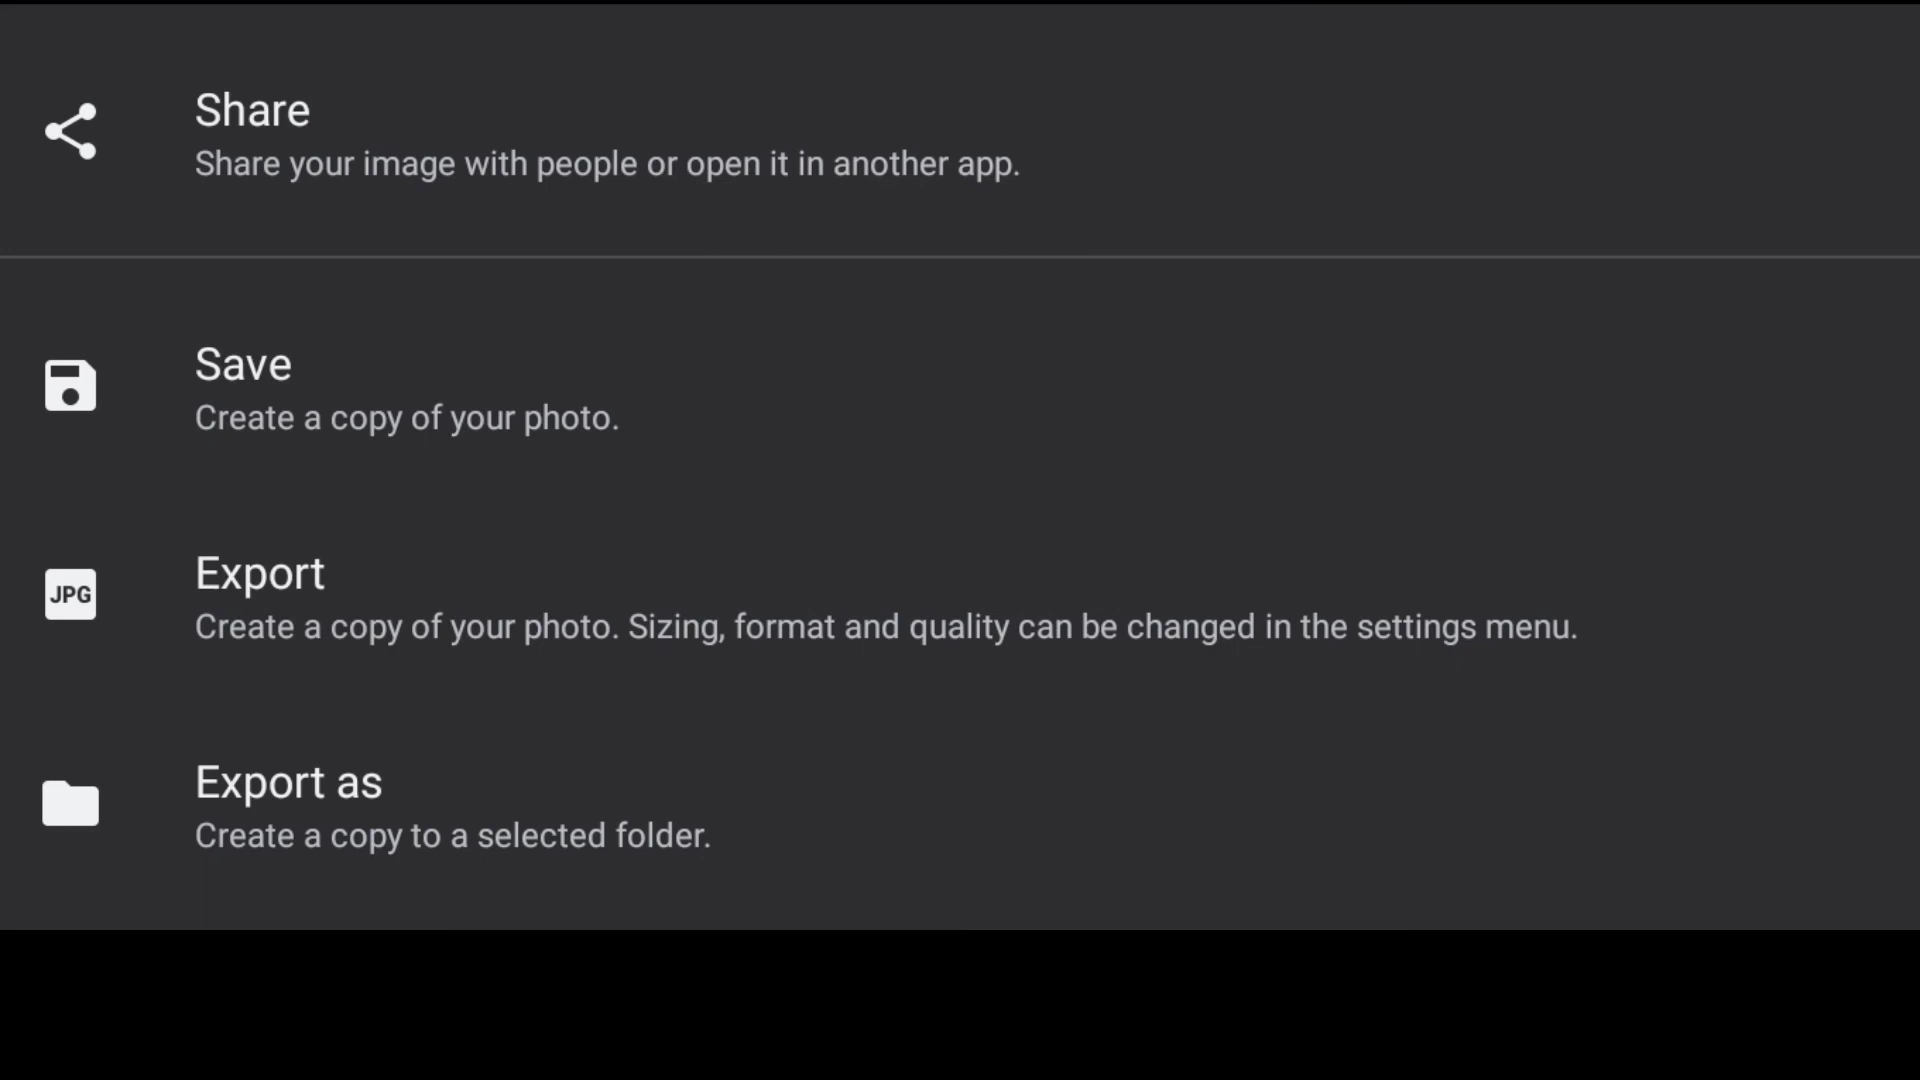 Share
Share your image with people or open it in another app.
Save
Create a copy of your photo.
JPG
Export
Create a copy of your photo. Sizing, format and quality can be changed in the settings menu.
Export as
Create a copy to a selected folder.